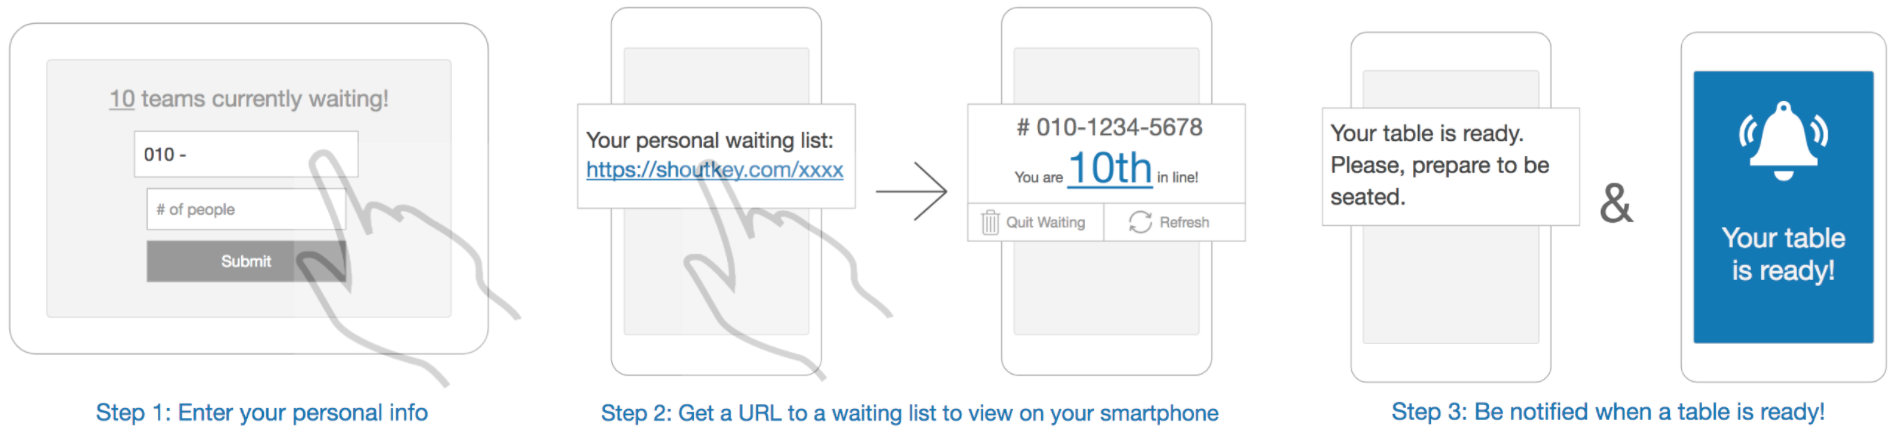 10 teams currently waiting!
010 -
# of people
Submit
Step 1: Enter your personal info
Your personal waiting list:
https://shoutkey.com/xxxx
# 010-1234-5678
You are 10th in line!
Quit Waiting
Refresh
Step 2: Get a URL to a waiting list to view on your smartphone
Your table is ready.
Please, prepare to be
seated.
&
Your table
is ready!
Step 3: Be notified when a table is ready!